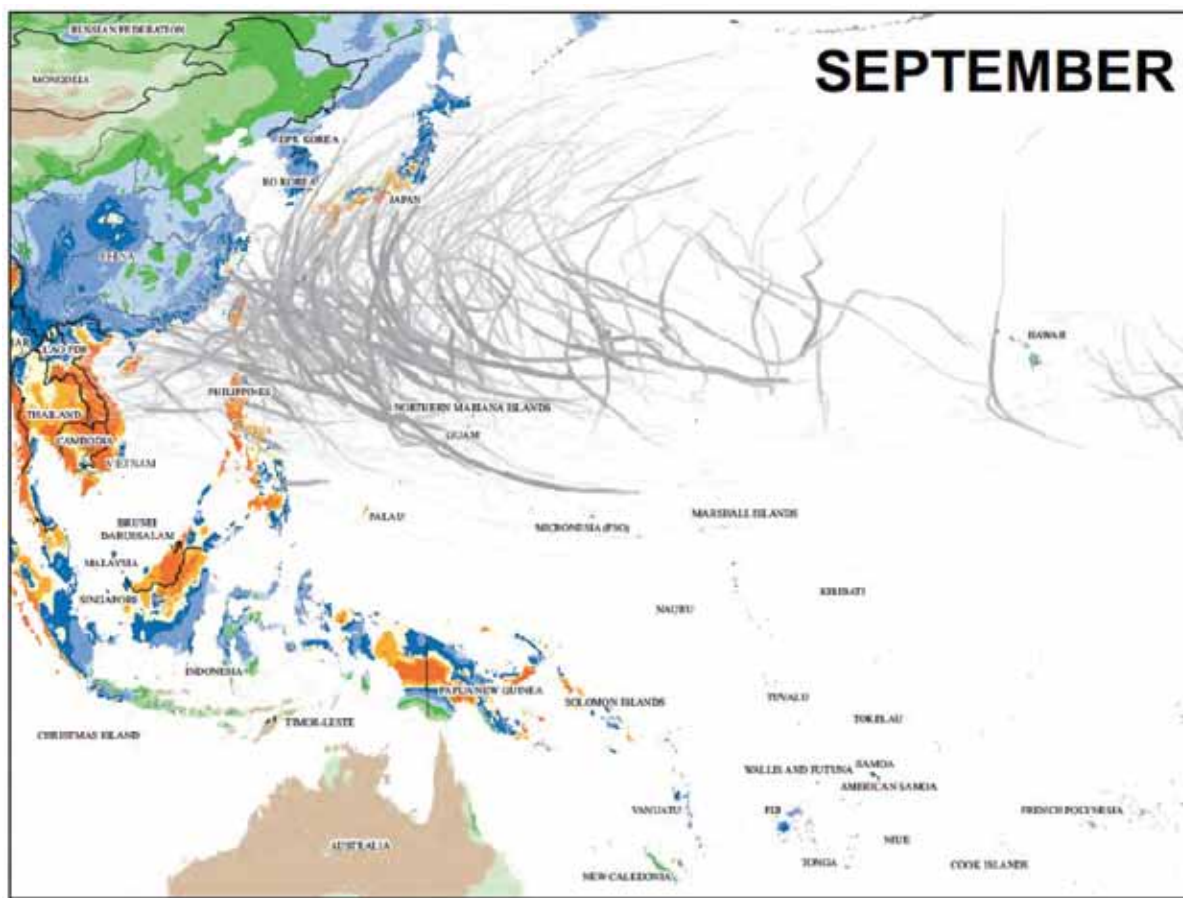 RUSSIAN FEDERATION
SEPTEMBER
MONGOLIA
DPR KOREA
RO KOREA
JAPAN
CHINA
HAWAII
LAO PDR
PHILIPPINES
NORTHERN MARIANA ISLANDS
THAILAND
GUAM
CAMBODIA
VIETNAM
PALAU
MARSHALL ISLANDS
MICRONESIA (FSO)
BRUNEI
DARUSSALAM
MALAYSIA
SINGAPORE
KIRIBATI
NAURU
INDONESIA
PAPUA NEW GUINEA
SOLOMON ISLANDS
TUVALU
TOKELAU
TIMOR-LESTE
CHRISTMAS ISLAND
WALLIS AND FUTUNA
SAMOA
AMERICAN SAMOA
VANUATU
FIJI
FRENCH POLYNESIA
AUSTRALIA
NIUE
TONGA
COOK ISLANDS
NEW CALEDONIA